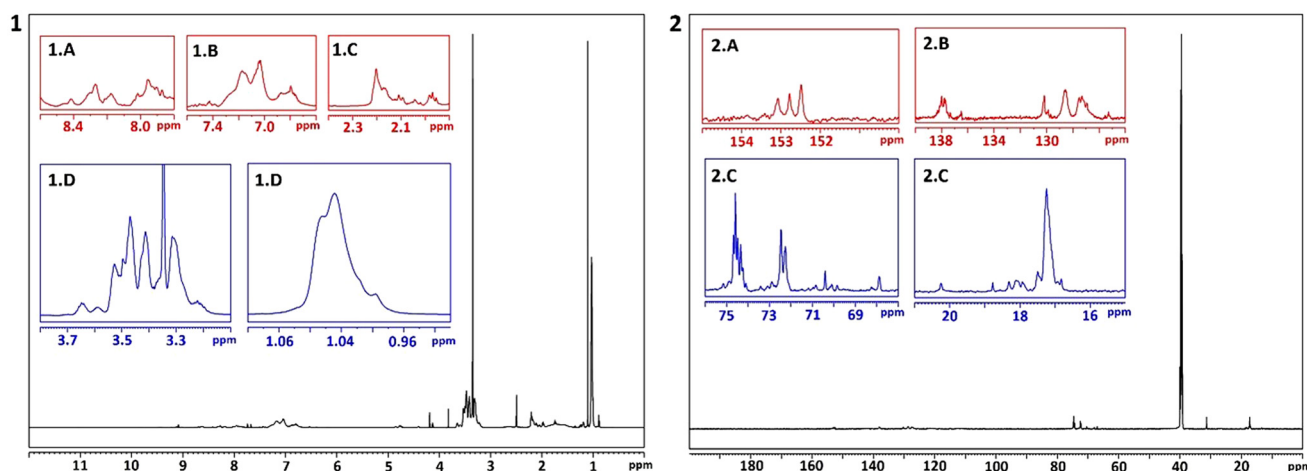 1
1.A
8.4 8.0 ppm
1.B
7.4 7.0 ppm
1.C
2.3 2.1 ppm
1.D
3.7 3.5 3.3 ppm
1.D
1.06 1.04 0.96 ppm
11 10 9 8 7 6 5 4 3 2 1 ppm
2
2.A
154 153 152 ppm
2.B
138 134 130 ppm
2.C
75 73 71 69 ppm
2.C
20 18 16 ppm
180 160 140 120 100 80 60 40 20 ppm